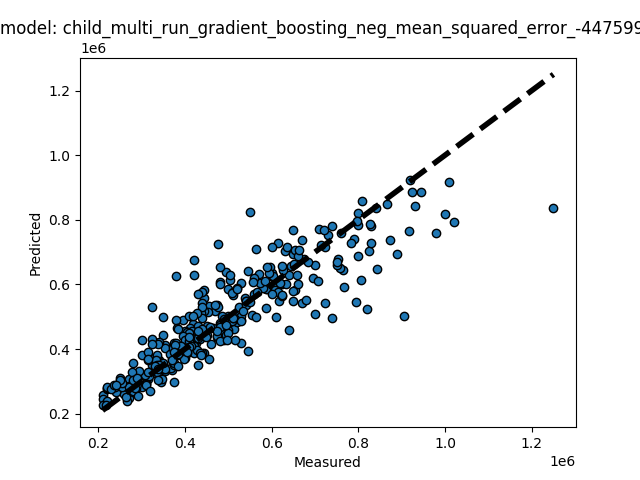 model: child_multi_run_gradient_boosting_neg_mean_squared_error_-447599
1e6
1.2
1.0
0.8
0.6
0.4
0.2
Predicted
0.2 0.4 0.6 0.8 1.0 1.2
Measured
1e6